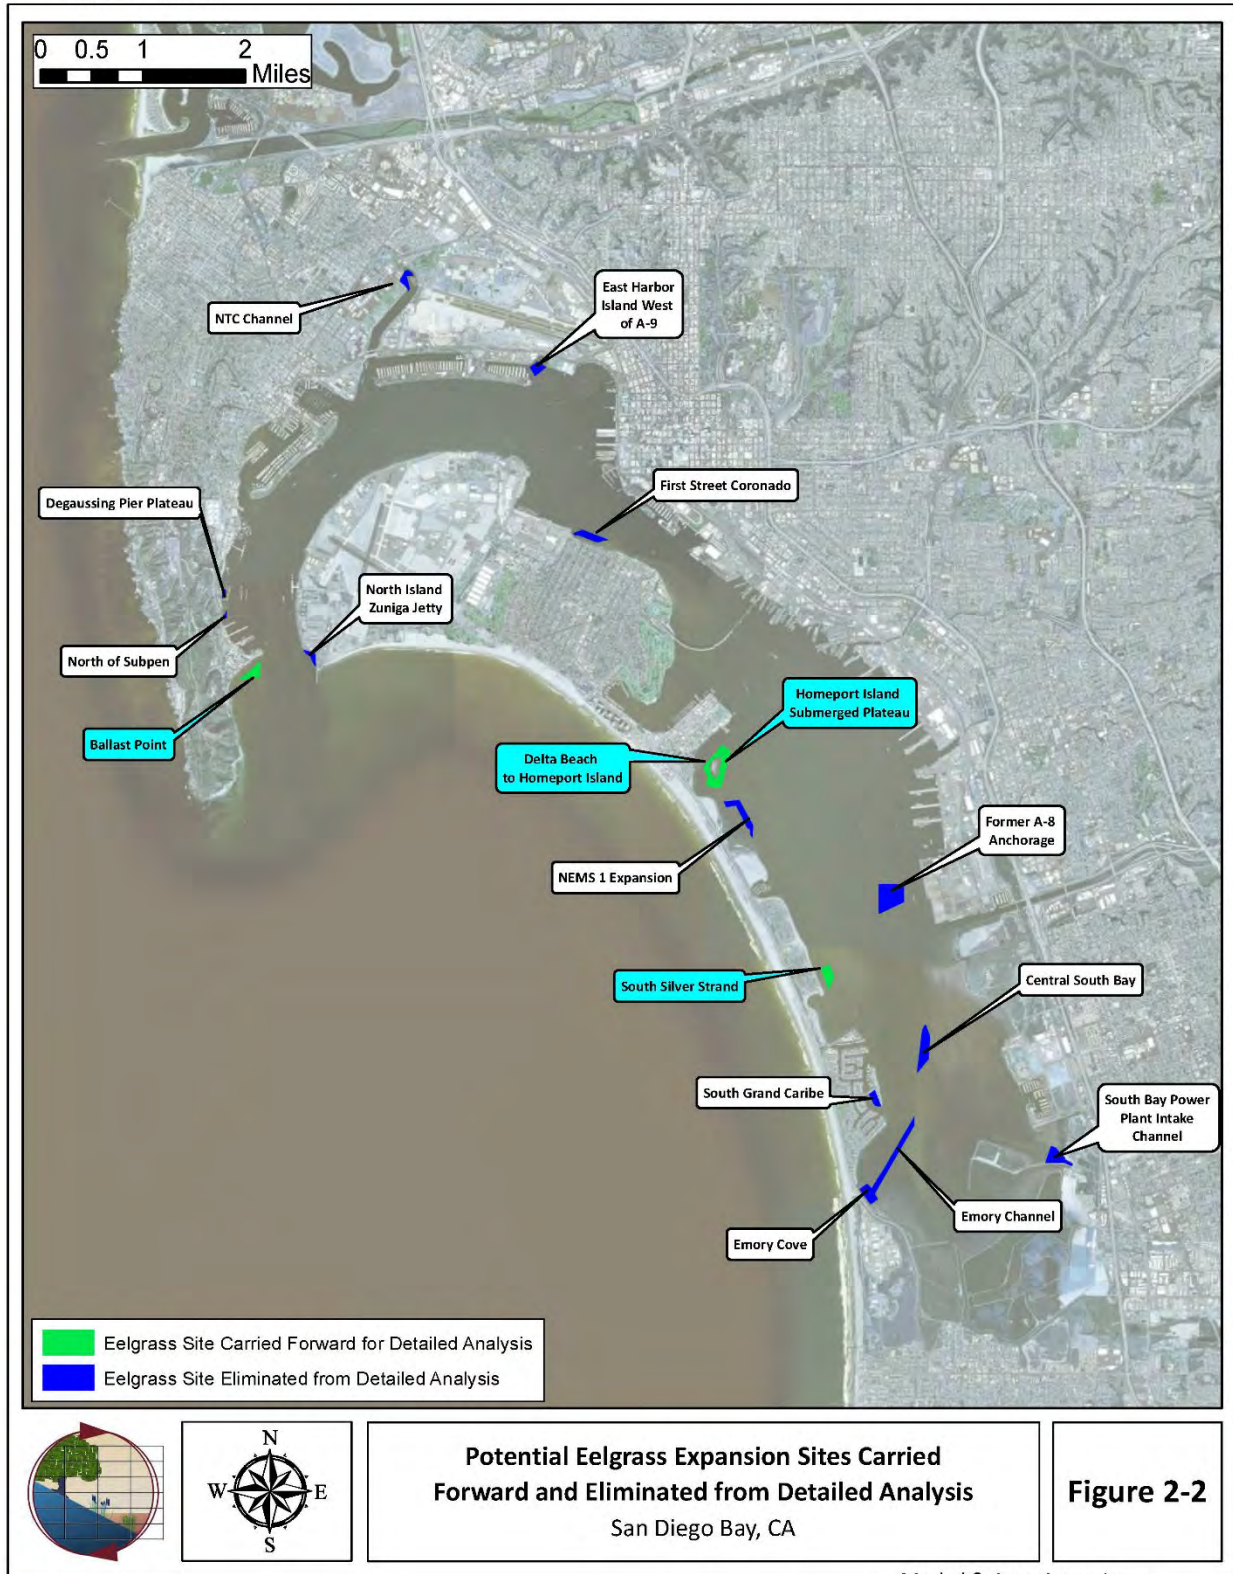 0 0.5 1 2
Miles
NTC Channel
East Harbor
Island West
of A-9
Degaussing Pier Plateau
First Street Coronado
North Island
Zuniga Jetty
North of Subpen
Ballast Point
Homeport Island
Submerged Plateau
Delta Beach
to Homeport Island
Former A-8
Anchorage
NEMS 1 Expansion
South Silver Strand
Central South Bay
South Grand Caribe
South Bay Power
Plant Intake
Channel
Emory Channel
Emory Cove
Eelgrass Site Carried Forward for Detailed Analysis
Eelgrass Site Eliminated from Detailed Analysis
N
W E
S
Potential Eelgrass Expansion Sites Carried
Forward and Eliminated from Detailed Analysis
San Diego Bay, CA
Figure 2-2